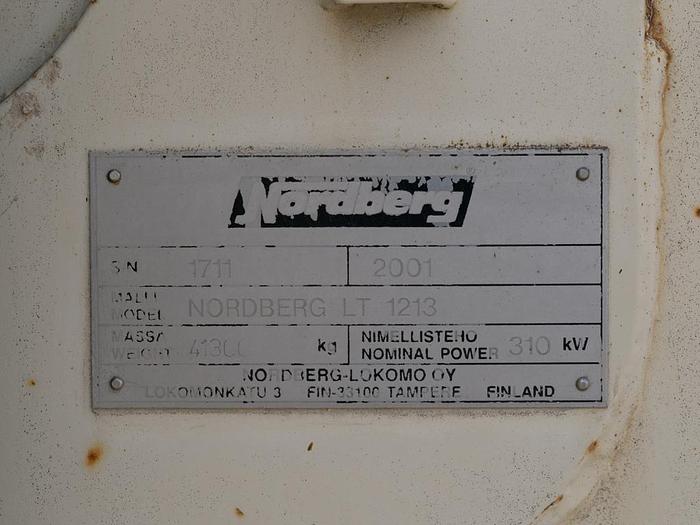 Nordberg
S/N 1711 2001
MALLI
MODEL NORDBERG LT 1213
MASSA kg NIMELLISTEHO
WEIGHT NOMINAL POWER 310 kW
NORDBERG-LOKOMO OY
LOKOMONKATU 3 FIN-33100 TAMPERE FINLAND